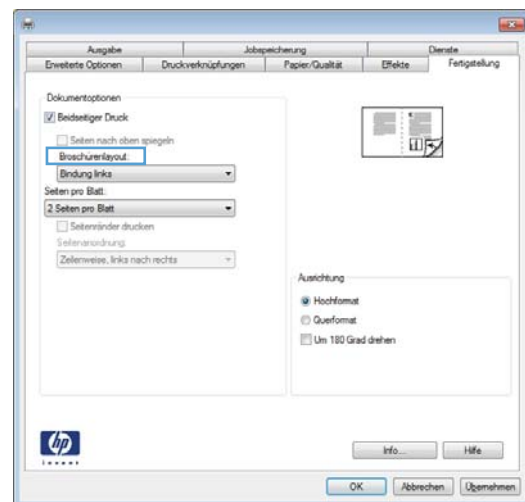 Ausgabe
Jobspeicherung
Dienste
Erweiterte Optionen
Druckverknüpfungen
Papier/Qualität
Effekte
Fertigstellung
Dokumentoptionen
Beidseitiger Druck
Seiten nach oben spiegeln
Broschürenlayout:
Bindung links
Seiten pro Blatt:
2 Seiten pro Blatt
Seitenränder drucken
Seitenanordnung:
Zeilenweise, links nach rechts
Ausrichtung
Hochformat
Querformat
Um 180 Grad drehen
hp
invent
Info...
Hilfe
OK
Abbrechen
Übernehmen